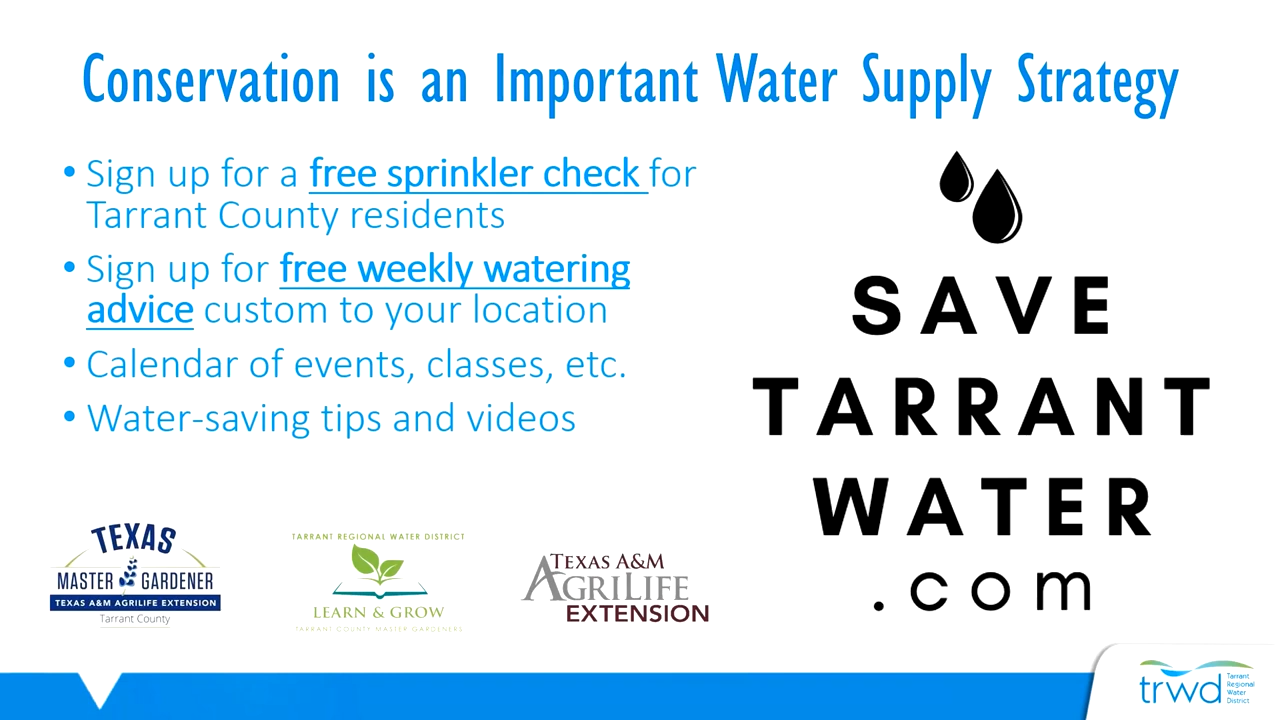 Conservation is an Important Water Supply Strategy
• Sign up for a free sprinkler check for
Tarrant County residents
• Sign up for free weekly watering
advice custom to your location
• Calendar of events, classes, etc.
• Water-saving tips and videos
SAVE
TARRANT
WATER
.com
TEXAS
MASTER GARDENER
TEXAS A&M AGRILIFE EXTENSION
Tarrant County
TARRANT REGIONAL WATER DISTRICT
LEARN & GROW
TARRANT COUNTY MASTER GARDENERS
TEXAS A&M
AGRILIFE
EXTENSION
trwd
Tarrant
Regional
Water
District